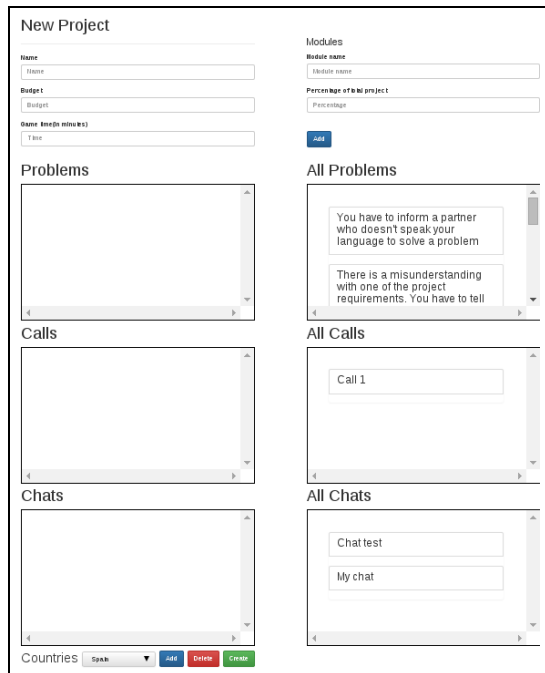 New Project
Name
Name
Budget
Budget
Game time(in minutes)
Time
Modules
Module name
Module name
Percentage of total project
Percentage
Add
Problems
All Problems
You have to inform a partner
who doesn't speak your
language to solve a problem
There is a misunderstanding
with one of the project
requirements. You have to tell
Calls
All Calls
Call 1
Chats
All Chats
Chat test
My chat
Countries Spain Add Delete Create